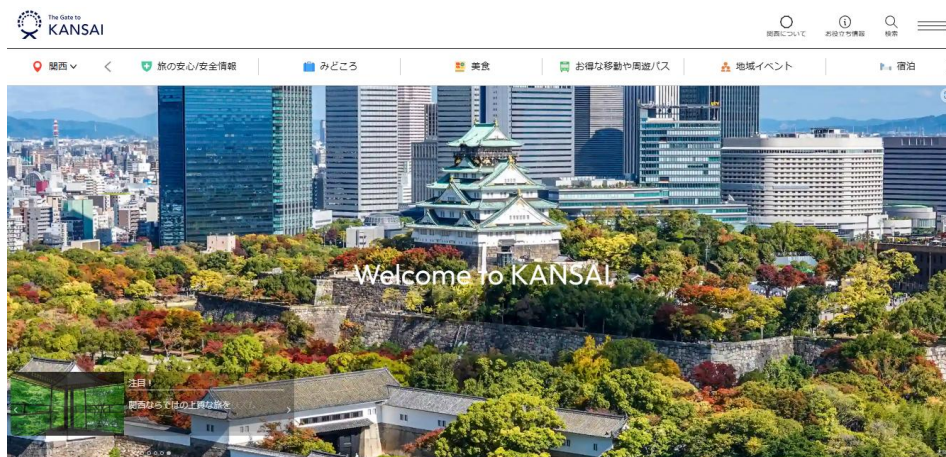 The Gate to
KANSAI
関西について
お役立ち情報
検索
関西
旅の安心/安全情報
みどころ
美食
お得な移動や周遊パス
地域イベント
宿泊
Welcome to KANSAI
注目！
関西ならではの上質な旅を